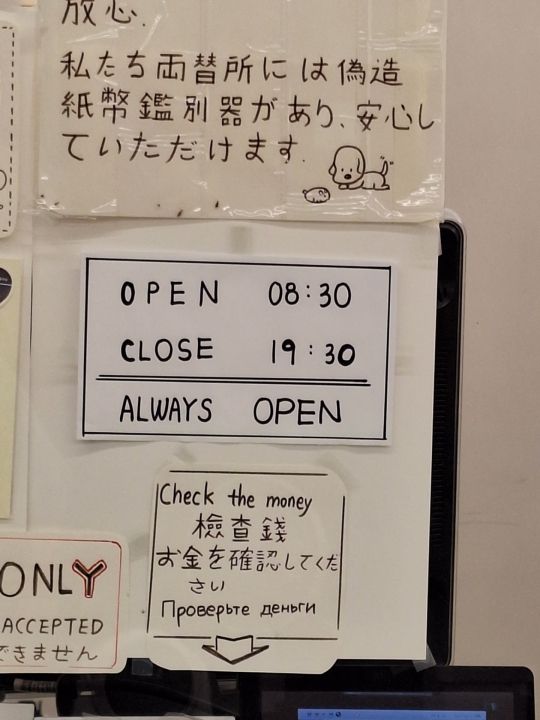 放心.
私たち両替所には偽造
紙幣鑑別器があり、安心し
ていただけます.
OPEN 08:30
CLOSE 19:30
ALWAYS OPEN
Check the money
檢查錢
お金を確認してくだ
さい
Проверьте деньги
ONLY
ACCEPTED
できません